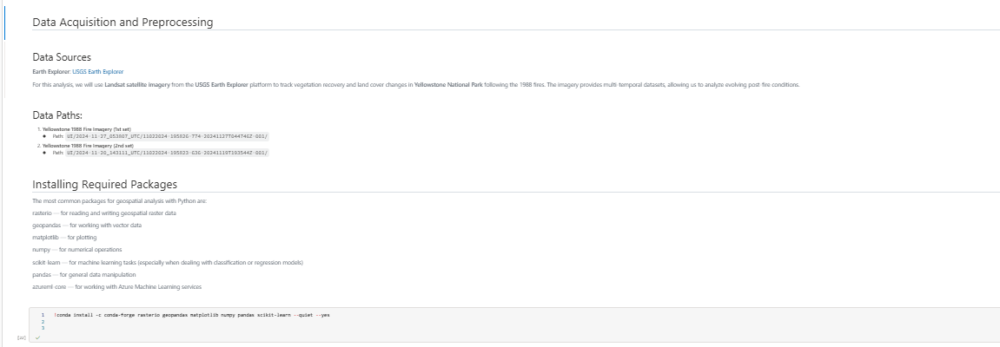 Data Acquisition and Preprocessing
Data Sources
Earth Explorer: USGS Earth Explorer
For this analysis, we will use Landsat satellite imagery from the USGS Earth Explorer platform to track vegetation recovery and land cover changes in Yellowstone National Park following the 1988 fires. The imagery provides multi-temporal datasets, allowing us to analyze evolving post-fire conditions.
Data Paths:
1. Yellowstone 1988 Fire Imagery (1st set)
Path: UI/2024-11-27_053807_UTC/11022024-195826-774-20241127T044746Z-001/
2. Yellowstone 1988 Fire Imagery (2nd set)
Path: UI/2024-11-20_143111_UTC/11022024-195823-636-20241119T193544Z-001/
Installing Required Packages
The most common packages for geospatial analysis with Python are:
rasterio — for reading and writing geospatial raster data
geopandas — for working with vector data
matplotlib — for plotting
numpy — for numerical operations
scikit-learn — for machine learning tasks (especially when dealing with classification or regression models)
pandas — for general data manipulation
azureml-core — for working with Azure Machine Learning services
1 !conda install -c conda-forge rasterio geopandas matplotlib numpy pandas scikit-learn --quiet --yes
2
3